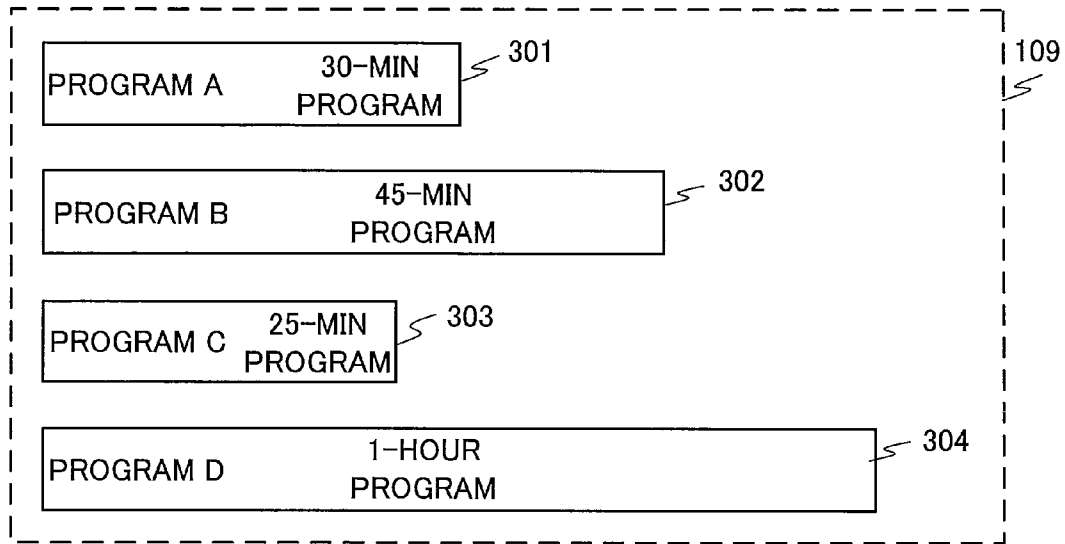 PROGRAM A
30-MIN
PROGRAM
301
109
PROGRAM B
45-MIN
PROGRAM
302
PROGRAM C
25-MIN
PROGRAM
303
PROGRAM D
1-HOUR
PROGRAM
304